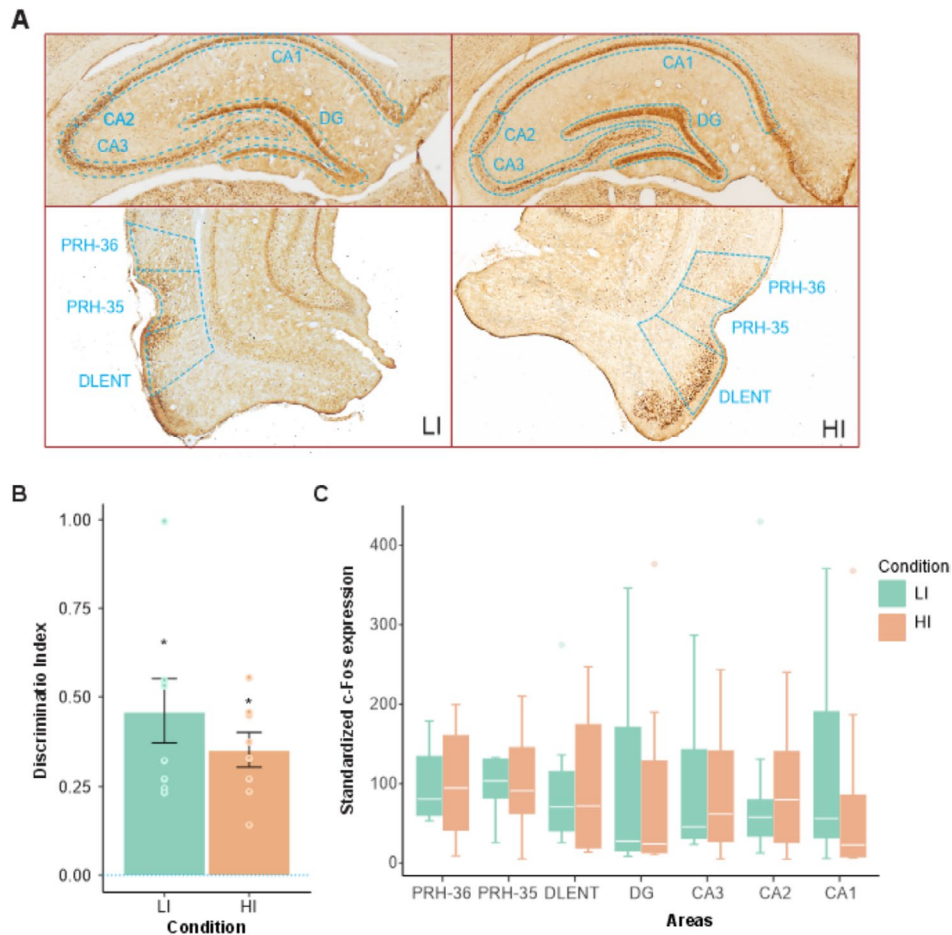 A
CA1
CA2
DG
CA3
CA1
CA2
DG
CA3
PRH-36
PRH-35
DLENT
LI
PRH-36
PRH-35
DLENT
HI
B
Discriminatio Index
1.00
0.75
0.50
0.25
0.00
*
*
LI
HI
Condition
C
Standardized c-Fos expression
400
300
200
100
0
PRH-36 PRH-35 DLENT DG CA3 CA2 CA1
Areas
Condition
LI
HI